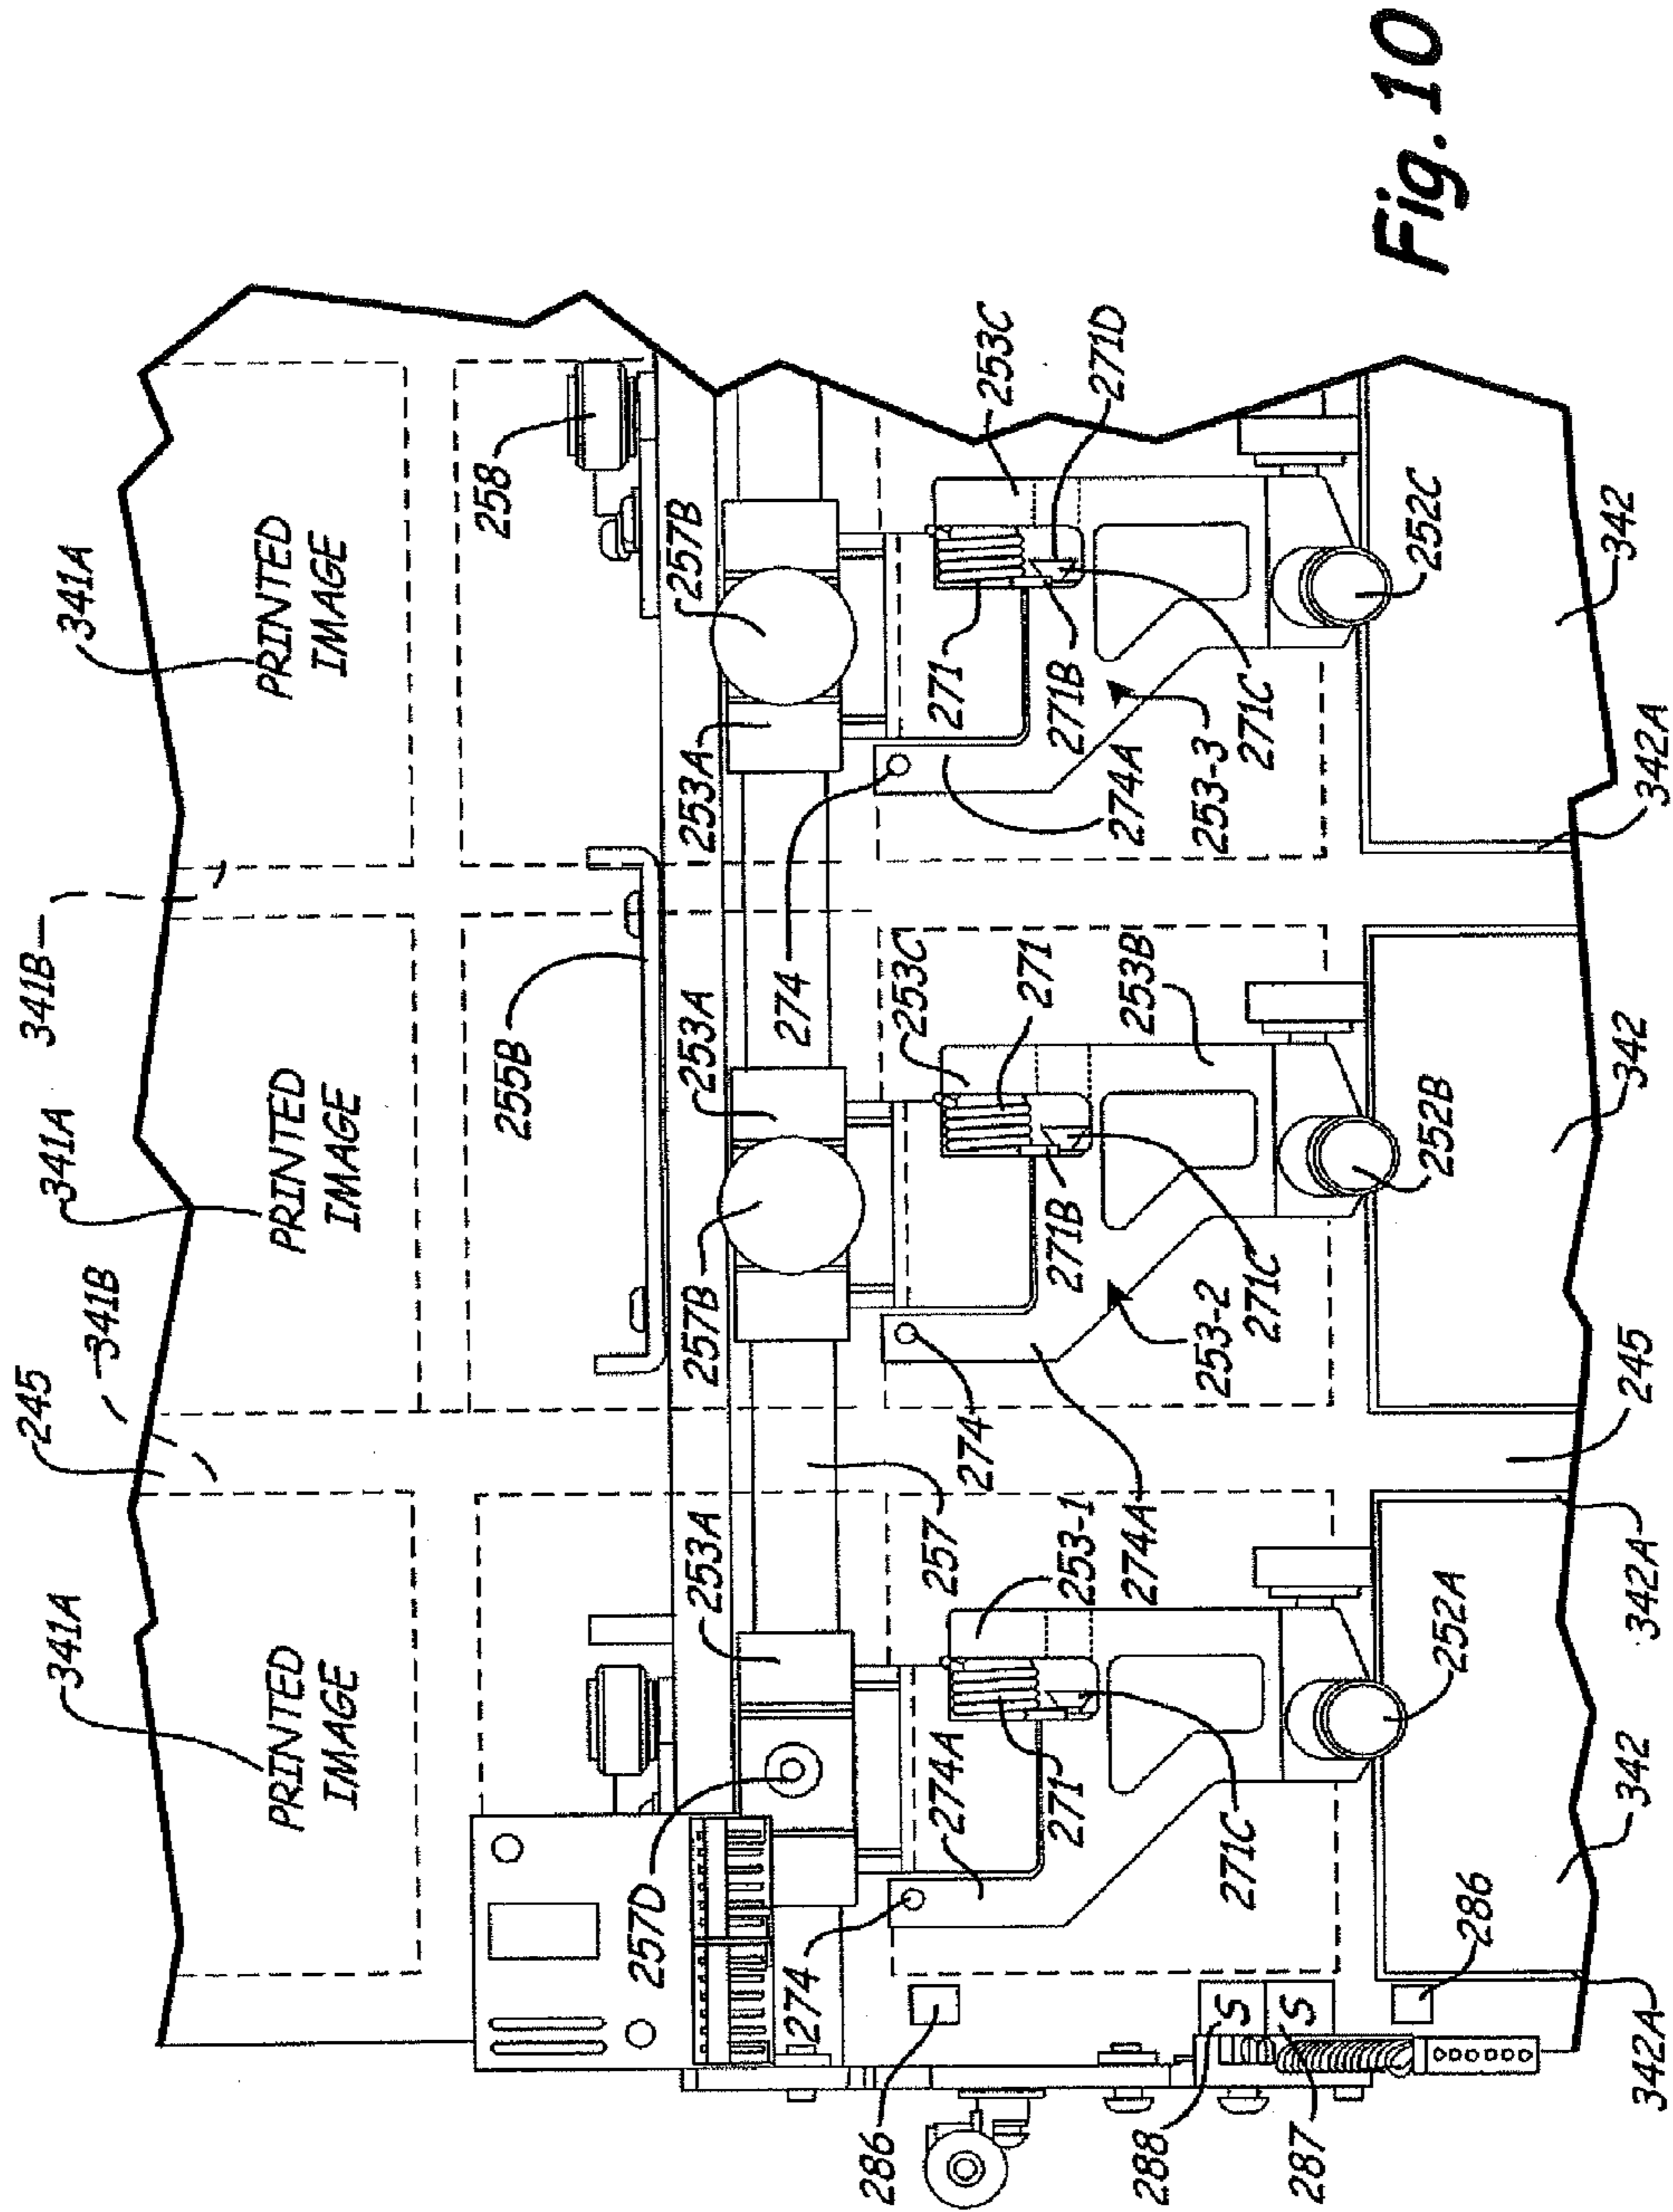 341A
245
341B
341A
341B
341A
PRINTED
IMAGE
PRINTED
IMAGE
PRINTED
IMAGE
255B
258
257D
253A
257B
253A
253A
257B
274
274
286
274A
257
274
253C
271
253C
271
253-1
271B
271
271B
271D
288
274A
253B
274A
S
S
271C
253-2
271C
253-3
271C
287
252A
252B
252C
Fig. 10
286
245
342
342
342
342A
342A
342A